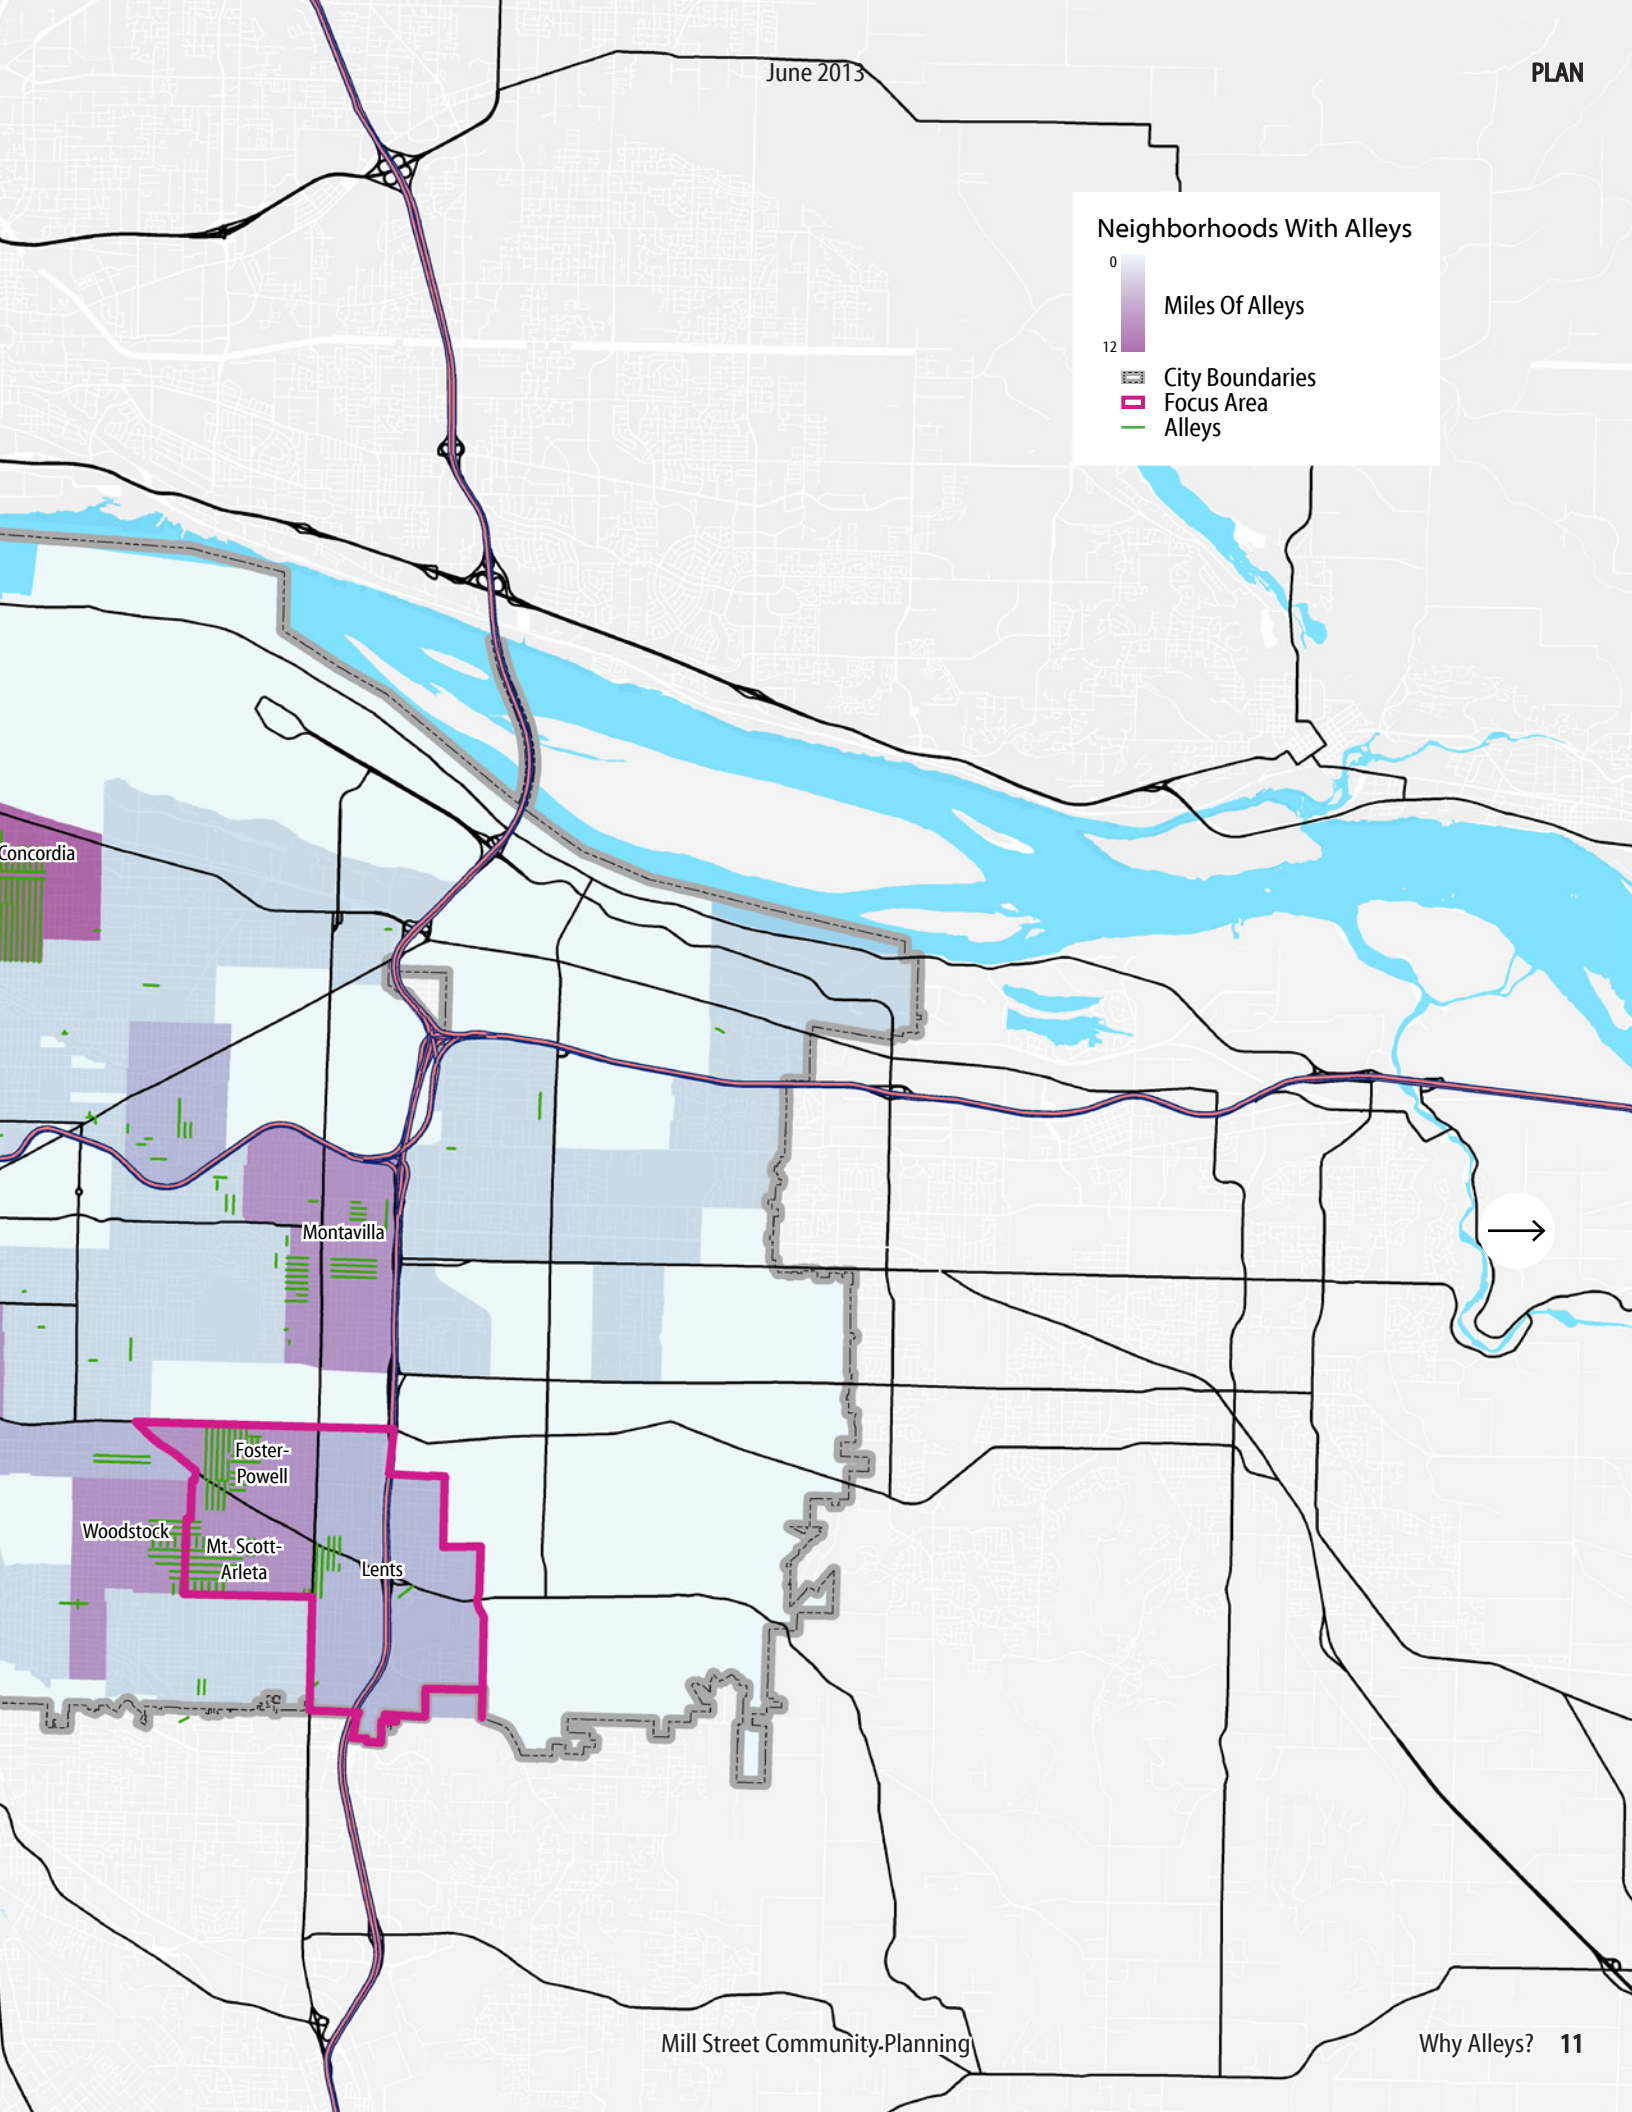 June 2013
PLAN
Neighborhoods With Alleys
0
Miles Of Alleys
12
City Boundaries
Focus Area
Alleys
Concordia
Montavilla
Foster-
Powell
Woodstock
Mt. Scott-
Arleta
Lents
Mill Street Community Planning
Why Alleys? 11